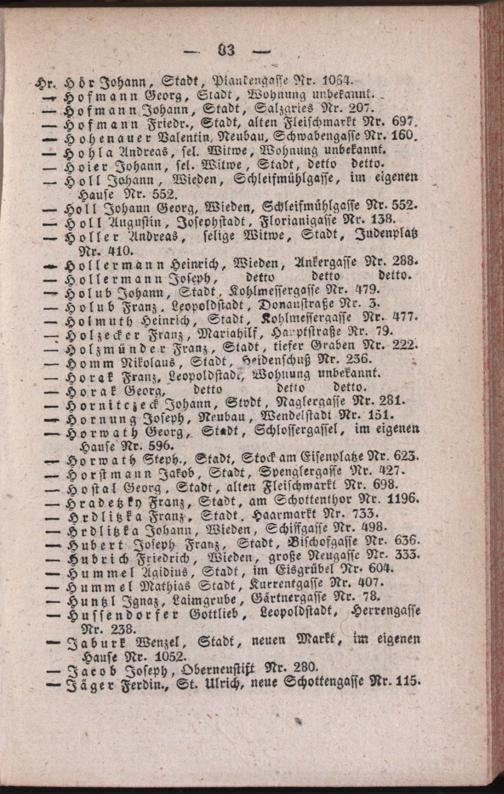 — 93 —
Hr. Hör Johann, Stadt, Plankengasse Nr. 1064.
— Hofmann Georg, Stadt, Wohnung unbekannt.
— Hofmann Johann, Stadt, Salzgries Nr. 207.
— Hofmann Friedr., Stadt, alten Fleischmarkt Nr. 697.
— Hohenauer Valentin, Neubau, Schwabengasse Nr. 160.
— Hohla Andreas, sel. Witwe, Wohnung unbekannt.
— Hoier Johann, sel. Witwe, Stadt, detto detto.
— Holl Johann, Wieden, Schleifmühlgasse, im eigenen
Hause Nr. 552.
— Holl Johann Georg, Wieden, Schleifmühlgasse Nr. 552.
— Holl Augustin, Josephstadt, Florianigasse Nr. 138.
— Holler Andreas, selige Witwe, Stadt, Judenplatz
Nr. 410.
— Hollermann Heinrich, Wieden, Ankergasse Nr. 288.
— Hollermann Joseph, detto detto detto.
— Holub Johann, Stadt, Kohlmessergasse Nr. 479.
— Holub Franz, Leopoldstadt, Donaustraße Nr. 3.
— Holmuth Heinrich, Stadt, Kohlmessergasse Nr. 477.
— Holzecker Franz, Mariahilf, Hauptstraße Nr. 79.
— Holzmünder Franz, Stadt, tiefer Graben Nr. 222.
— Homm Nikolaus, Stadt, Heidenschuß Nr. 236.
— Horak Franz, Leopoldstadt, Wohnung unbekannt.
— Horak Georg, detto detto detto.
— Hornitczeck Johann, Stadt, Naglergasse Nr. 281.
— Hornung Joseph, Neubau, Wendelstadt Nr. 151.
— Horwath Georg, Stadt, Schlossergassel, im eigenen
Hause Nr. 596.
— Horwath Steph., Stadt, Stock am Eisenplatze Nr. 623.
— Horstmann Jakob, Stadt, Spenglergasse Nr. 427.
— Hostal Georg, Stadt, alten Fleischmarkt Nr. 698.
— Hradetzky Franz, Stadt, am Schottenthor Nr. 1196.
— Hrdlitzka Franz, Stadt, Haarmarkt Nr. 733.
— Hrdlitzka Johann, Wieden, Schiffgasse Nr. 498.
— Hubert Joseph Franz, Stadt, Bischofgasse Nr. 636.
— Hubrich Friedrich, Wieden, große Neugasse Nr. 333.
— Hummel Agidius, Stadt, im Eisgrübel Nr. 604.
— Hummel Mathias Stadt, Kurrentgasse Nr. 407.
— Huntzl Ignaz, Laimgrube, Gärtnergasse Nr. 78.
— Hussendorfer Gottlieb, Leopoldstadt, Herrengasse
Nr. 238.
— Jaburk Wenzel, Stadt, neuen Markt, im eigenen
Hause Nr. 1052.
— Jacob Joseph, Oberneustift Nr. 280.
— Jäger Ferdin., St. Ulrich, neue Schottengasse Nr. 115.